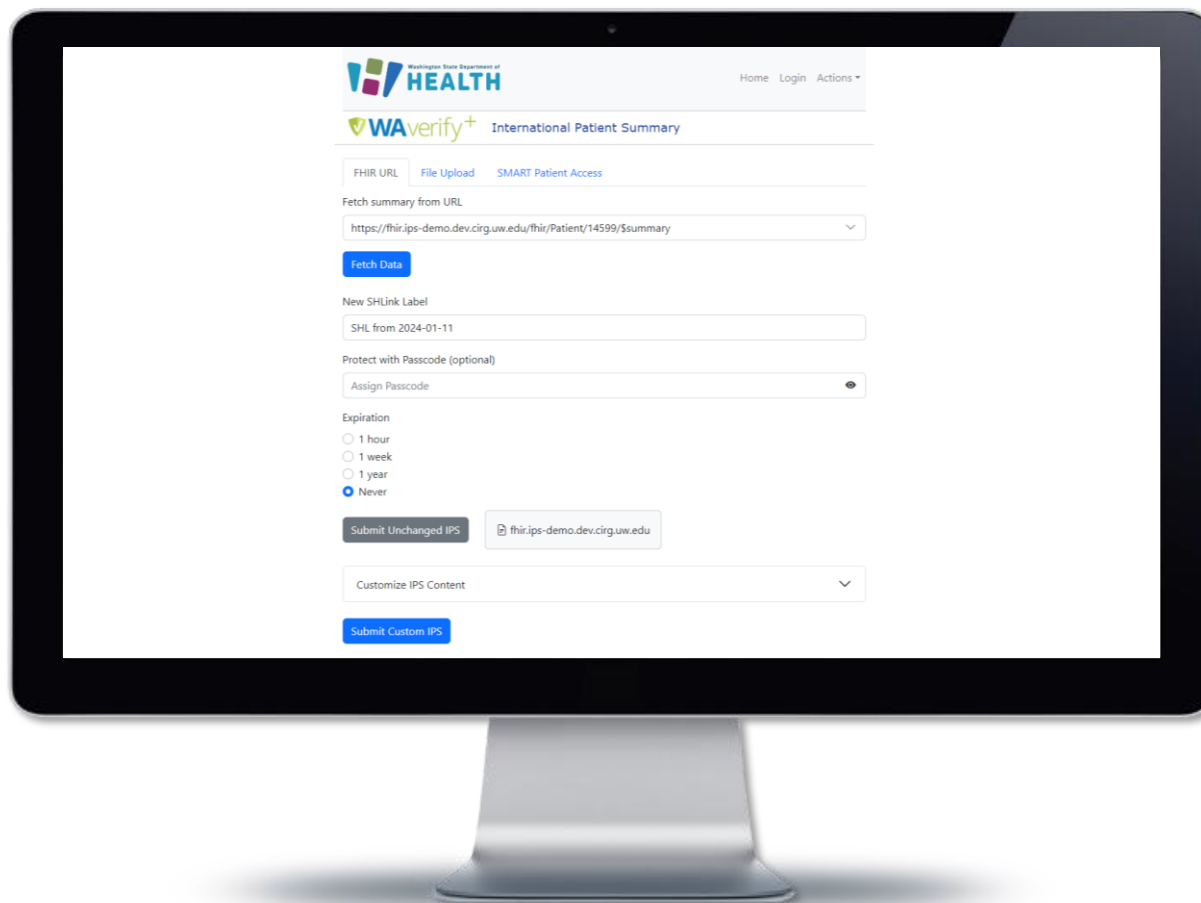 Washington State Department of
HEALTH
Home Login Actions
WAverify+ International Patient Summary
FHIR URL File Upload SMART Patient Access
Fetch summary from URL
https://fhir.ips-demo.dev.cirg.uw.edu/fhir/Patient/14599/$summary
Fetch Data
New SHLink Label
SHL from 2024-01-11
Protect with Passcode (optional)
Assign Passcode
Expiration
1 hour
1 week
1 year
Never
Submit Unchanged IPS fhir.ips-demo.dev.cirg.uw.edu
Customize IPS Content
Submit Custom IPS